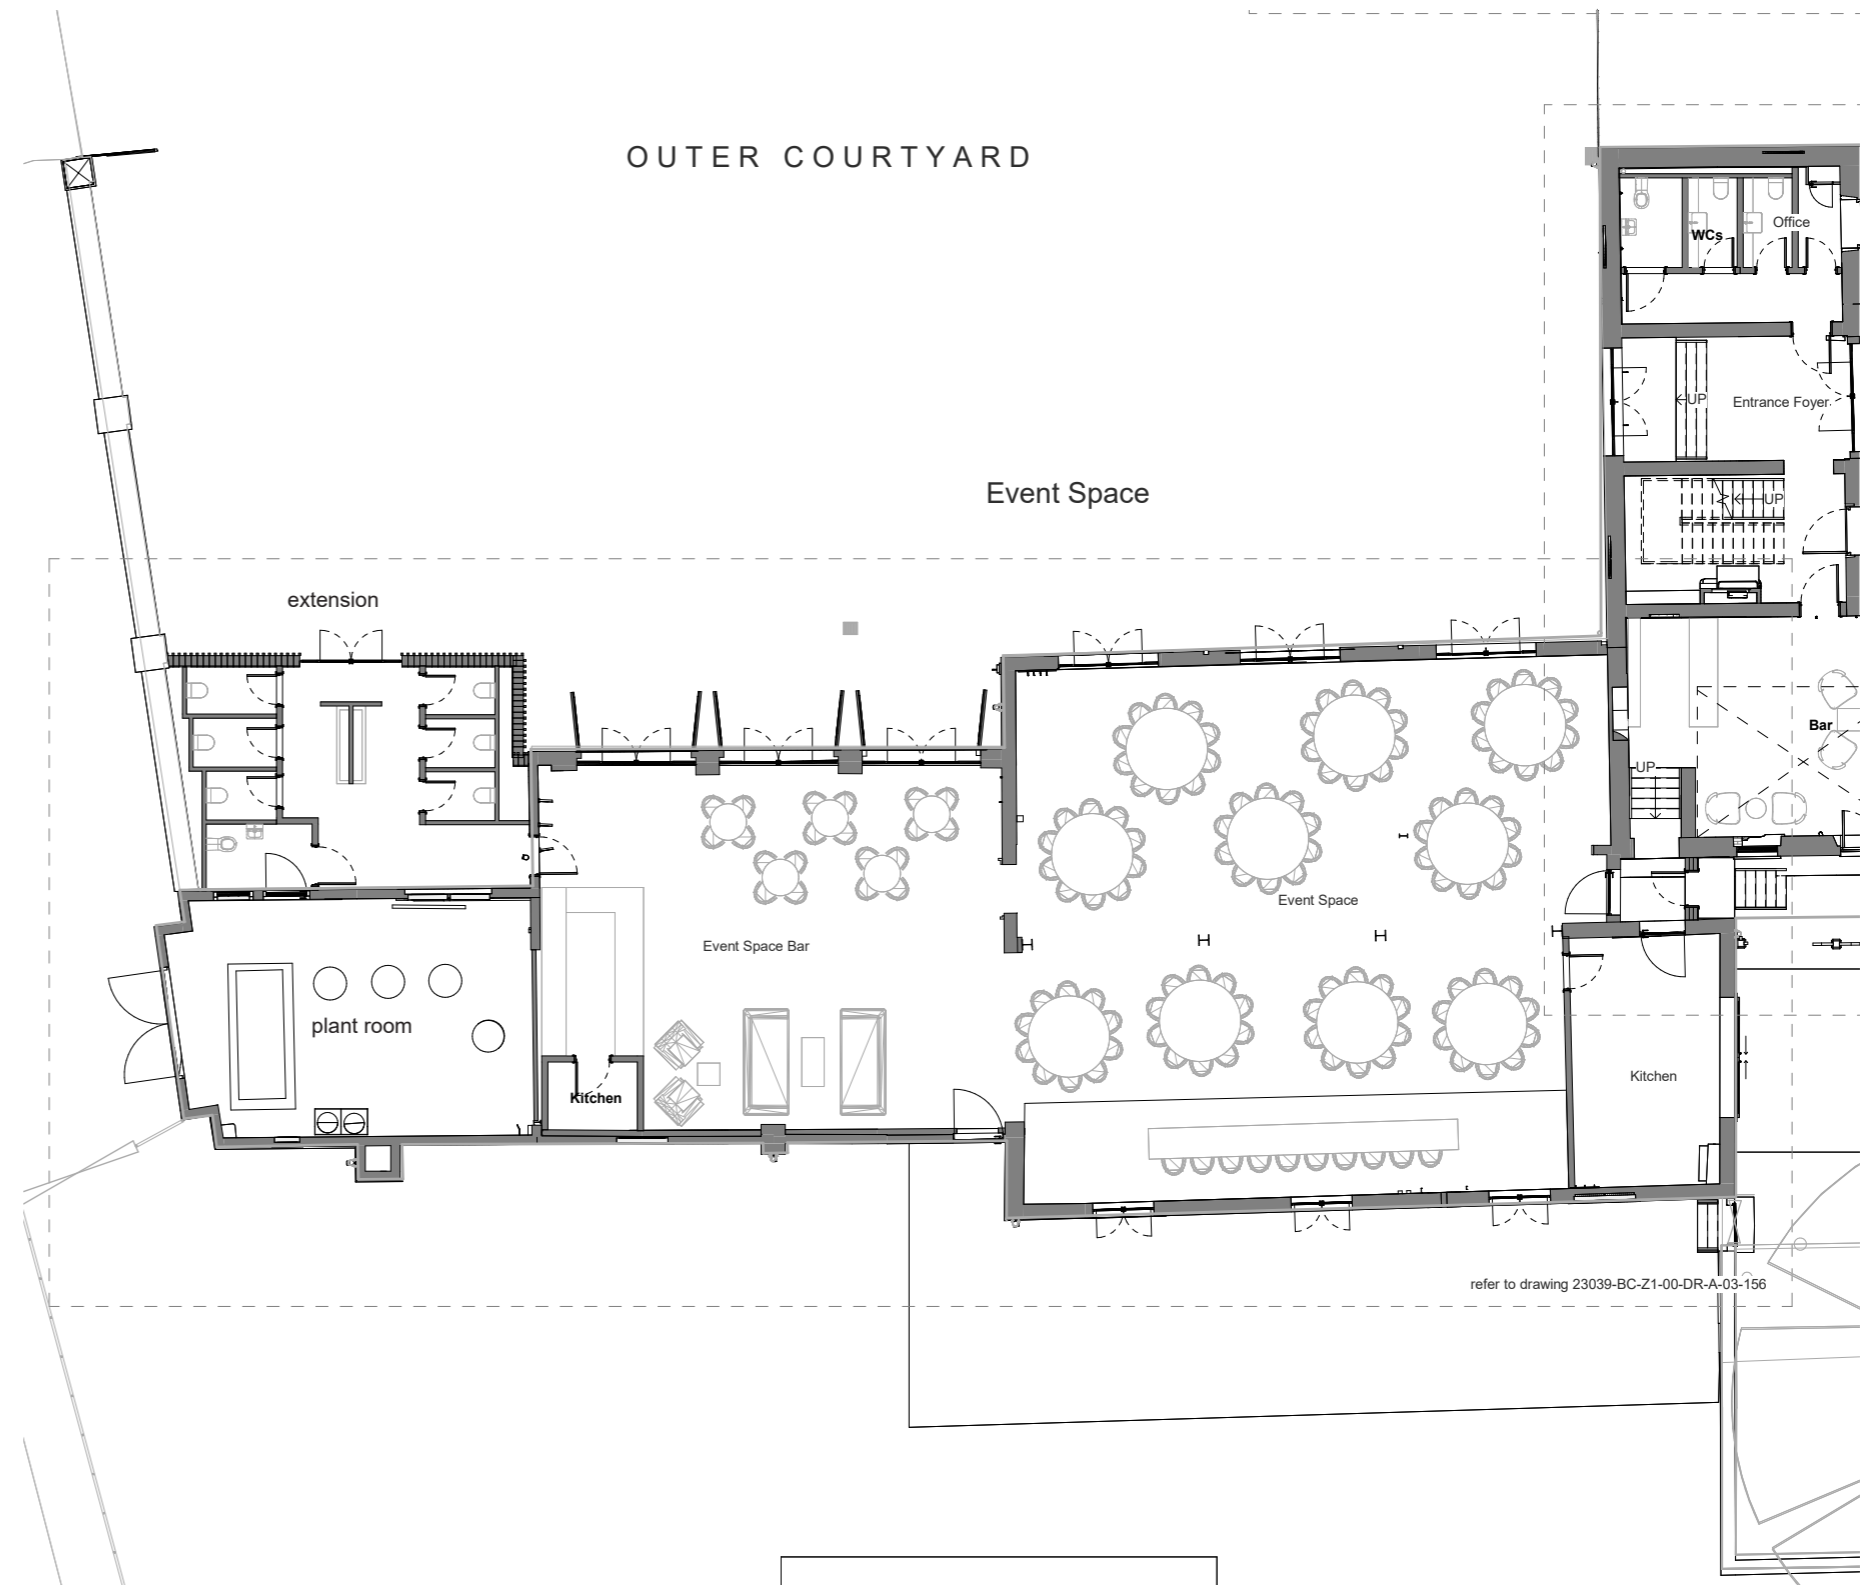 OUTER COURTYARD
WCs
Office
UP
Entrance Foyer
Event Space
UP
extension
Bar
UP
Event Space
Event Space Bar
plant room
Kitchen
Kitchen
refer to drawing 23039-BC-Z1-00-DR-A-03-156